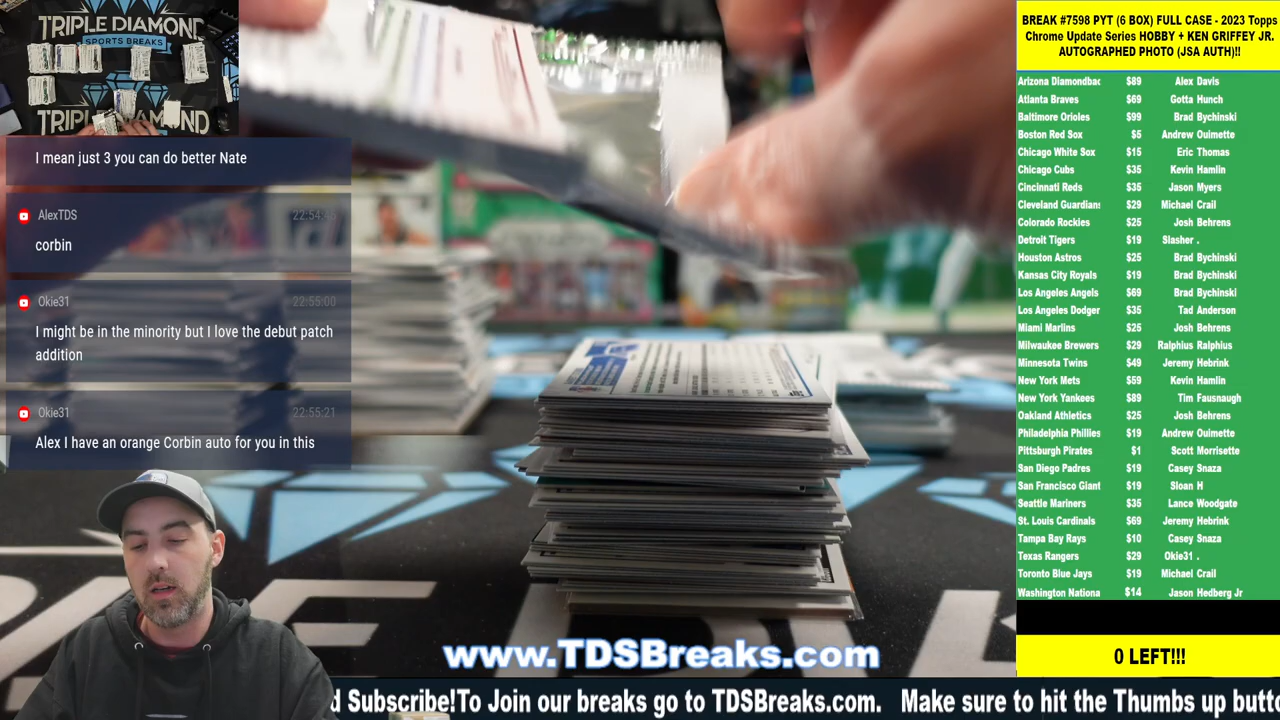 TRIPLE DIAMOND
SPORTS BREAKS
TRIPLE DIAMOND
I mean just 3 you can do better Nate
AlexTDS
corbin
Okie31 22:55:00
I might be in the minority but I love the debut patch
addition
Okie31 22:55:21
Alex I have an orange Corbin auto for you in this
www.TDSBreaks.com
d Subscribe!To Join our breaks go to TDSBreaks.com. Make sure to hit the Thumbs up butto
BREAK #7598 PYT (6 BOX) FULL CASE - 2023 Topps
Chrome Update Series HOBBY + KEN GRIFFEY JR.
AUTOGRAPHED PHOTO (JSA AUTH)!!
Arizona Diamondbac $89 Alex Davis
Atlanta Braves $69 Gotta Hunch
Baltimore Orioles $99 Brad Bychinski
Boston Red Sox $5 Andrew Ouimette
Chicago White Sox $15 Eric Thomas
Chicago Cubs $35 Kevin Hamlin
Cincinnati Reds $35 Jason Myers
Cleveland Guardians $29 Michael Crail
Colorado Rockies $25 Josh Behrens
Detroit Tigers $19 Slasher .
Houston Astros $25 Brad Bychinski
Kansas City Royals $19 Brad Bychinski
Los Angeles Angels $69 Brad Bychinski
Los Angeles Dodger $35 Tad Anderson
Miami Marlins $25 Josh Behrens
Milwaukee Brewers $29 Ralphius Ralphius
Minnesota Twins $49 Jeremy Hebrink
New York Mets $59 Kevin Hamlin
New York Yankees $89 Tim Fausnaugh
Oakland Athletics $25 Josh Behrens
Philadelphia Phillies $19 Andrew Ouimette
Pittsburgh Pirates $1 Scott Morrisette
San Diego Padres $19 Casey Snaza
San Francisco Giant $19 Sloan H
Seattle Mariners $35 Lance Woodgate
St. Louis Cardinals $69 Jeremy Hebrink
Tampa Bay Rays $10 Casey Snaza
Texas Rangers $29 Okie31 .
Toronto Blue Jays $19 Michael Crail
Washington Nationa $14 Jason Hedberg Jr
0 LEFT!!!